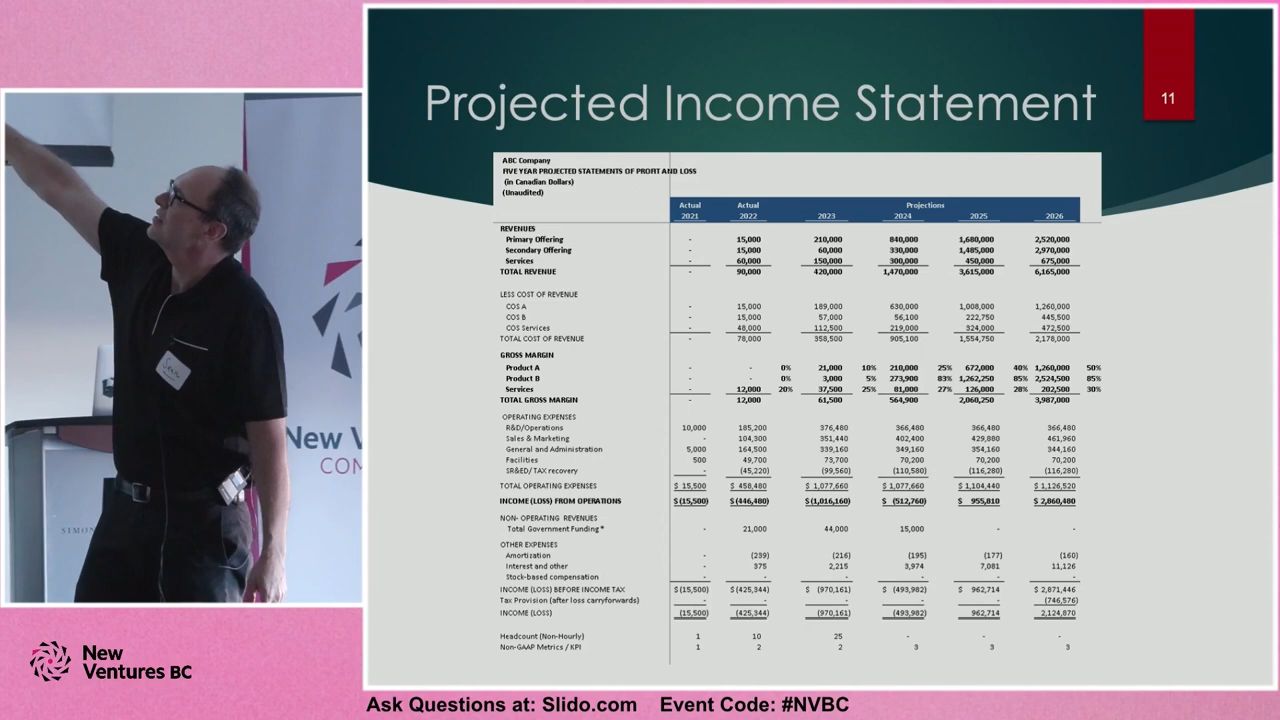 Projected Income Statement
11
ABC Company
FIVE YEAR PROJECTED STATEMENTS OF PROFIT AND LOSS
(in Canadian Dollars)
(Unaudited)
Actual Actual Projections
2021 2022 2023 2024 2025 2026
REVENUES
Primary Offering - 15,000 210,000 840,000 1,680,000 2,520,000
Secondary Offering - 15,000 60,000 330,000 1,485,000 2,970,000
Services - 60,000 150,000 300,000 450,000 675,000
TOTAL REVENUE - 90,000 420,000 1,470,000 3,615,000 6,165,000
LESS COST OF REVENUE
COS A - 15,000 189,000 630,000 1,008,000 1,260,000
COS B - 15,000 57,000 56,100 222,750 445,500
COS Services - 48,000 112,500 219,000 324,000 472,500
TOTAL COST OF REVENUE - 78,000 358,500 905,100 1,554,750 2,178,000
GROSS MARGIN
Product A - - 0% 21,000 10% 210,000 25% 672,000 40% 1,260,000 50%
Product B - - 0% 3,000 5% 273,900 83% 1,262,250 85% 2,524,500 85%
Services - 12,000 20% 37,500 25% 81,000 27% 126,000 28% 202,500 30%
TOTAL GROSS MARGIN - 12,000 61,500 564,900 2,060,250 3,987,000
OPERATING EXPENSES
R&D/Operations 10,000 185,200 376,480 366,480 366,480 366,480
Sales & Marketing - 104,300 351,440 402,400 429,880 461,960
General and Administration 5,000 164,500 339,160 349,160 354,160 344,160
Facilities 500 49,700 73,700 70,200 70,200 70,200
SR&ED/ TAX recovery - (45,220) (99,560) (110,580) (116,280) (116,280)
TOTAL OPERATING EXPENSES $ 15,500 $ 458,480 $ 1,077,660 $ 1,077,660 $ 1,104,440 $ 1,126,520
INCOME (LOSS) FROM OPERATIONS $ (15,500) $ (446,480) $ (1,016,160) $ (512,760) $ 955,810 $ 2,860,480
NON- OPERATING REVENUES
Total Government Funding * - 21,000 44,000 15,000 - -
OTHER EXPENSES
Amortization - (239) (216) (195) (177) (160)
Interest and other - 375 2,215 3,974 7,081 11,126
Stock-based compensation - - - - - -
INCOME (LOSS) BEFORE INCOME TAX $ (15,500) $ (425,344) $ (970,161) $ (493,982) $ 962,714 $ 2,871,446
Tax Provision (after loss carryforwards) - - - - - (746,576)
INCOME (LOSS) (15,500) (425,344) (970,161) (493,982) 962,714 2,124,870
Headcount (Non-Hourly) 1 10 25 - - -
Non-GAAP Metrics / KPI 1 2 2 3 3 3
Sean
New V
COM
SIMON
New
Ventures BC
Ask Questions at: Slido.com Event Code: #NVBC